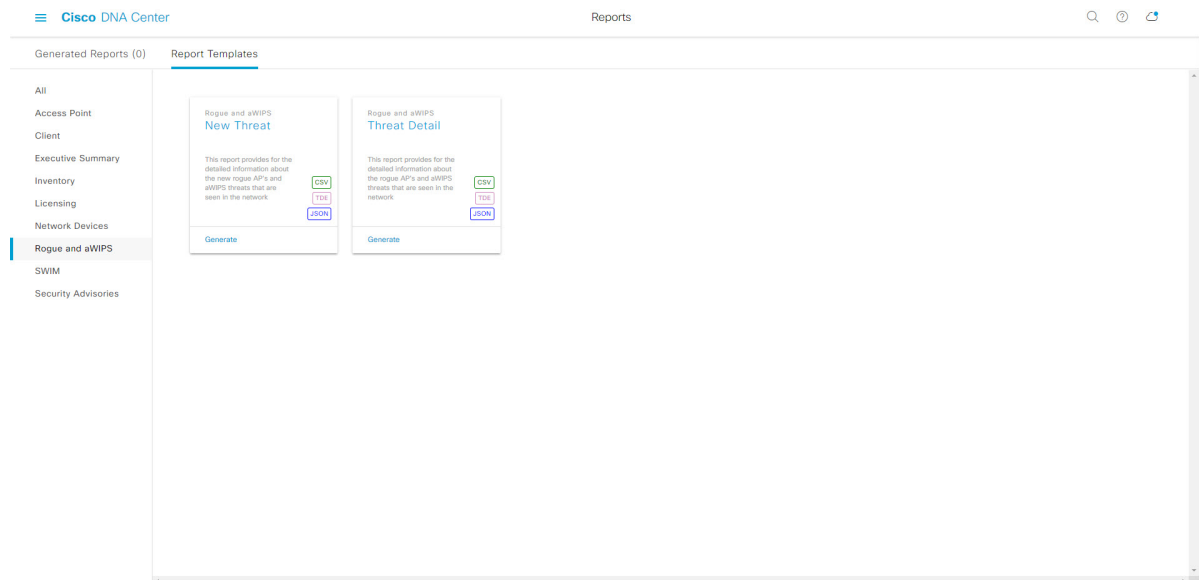 Cisco DNA Center
Reports
Generated Reports (0)
Report Templates
All
Access Point
Client
Executive Summary
Inventory
Licensing
Network Devices
Rogue and aWIPS
SWIM
Security Advisories
Rogue and aWIPS
New Threat
This report provides for the
detailed information about
the new rogue AP's and
aWIPS threats that are
seen in the network
CSV
TDE
JSON
Generate
Rogue and aWIPS
Threat Detail
This report provides for the
detailed information about
the rogue AP's and aWIPS
threats that are seen in the
network
CSV
TDE
JSON
Generate